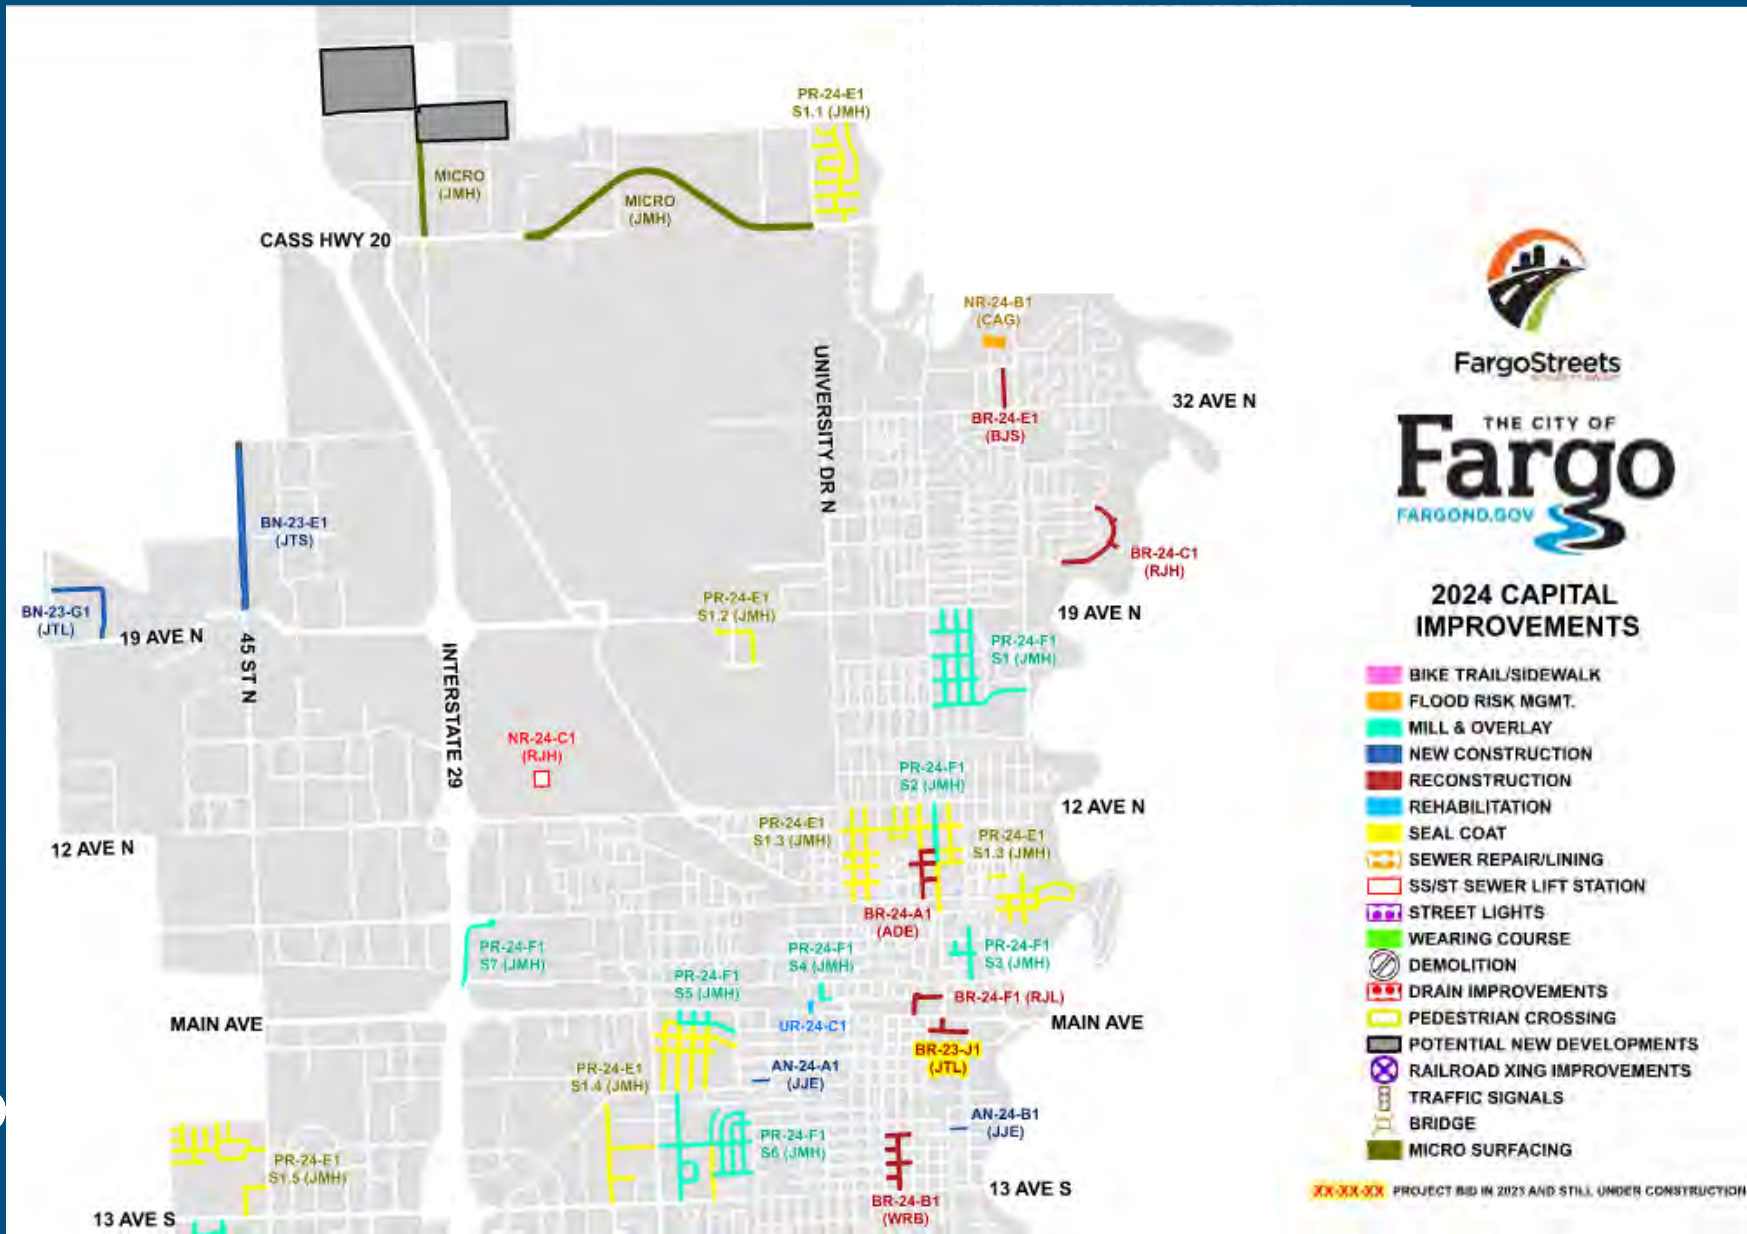 PR-24-E1
S1.1 (JMH)
MICRO
(JMH)
MICRO
(JMH)
CASS HWY 20
NR-24-B1
(CAG)
UNIVERSITY DR N
32 AVE N
BR-24-E1
(BJS)
BN-23-E1
(JTS)
BR-24-C1
(RJH)
PR-24-E1
S1.2 (JMH)
BN-23-G1
(JTL)
19 AVE N
19 AVE N
45 ST N
INTERSTATE 29
PR-24-F1
S1 (JMH)
NR-24-C1
(RJH)
PR-24-F1
S2 (JMH)
12 AVE N
PR-24-E1
S1.3 (JMH)
PR-24-E1
S1.3 (JMH)
12 AVE N
BR-24-A1
(ADE)
PR-24-F1
S7 (JMH)
PR-24-F1
S4 (JMH)
PR-24-F1
S3 (JMH)
PR-24-F1
S5 (JMH)
BR-24-F1 (RJL)
MAIN AVE
UR-24-C1
MAIN AVE
BR-23-J1
(JTL)
PR-24-E1
S1.4 (JMH)
AN-24-A1
(JJE)
AN-24-B1
(JJE)
PR-24-F1
S6 (JMH)
PR-24-E1
S1.5 (JMH)
13 AVE S
BR-24-B1
(WRB)
13 AVE S
FargoStreets
THE CITY OF
Fargo
FARGOND.GOV
2024 CAPITAL
IMPROVEMENTS
BIKE TRAIL/SIDEWALK
FLOOD RISK MGMT.
MILL & OVERLAY
NEW CONSTRUCTION
RECONSTRUCTION
REHABILITATION
SEAL COAT
SEWER REPAIR/LINING
SS/ST SEWER LIFT STATION
STREET LIGHTS
WEARING COURSE
DEMOLITION
DRAIN IMPROVEMENTS
PEDESTRIAN CROSSING
POTENTIAL NEW DEVELOPMENTS
RAILROAD XING IMPROVEMENTS
TRAFFIC SIGNALS
BRIDGE
MICRO SURFACING
XX-XX-XX PROJECT BID IN 2023 AND STILL UNDER CONSTRUCTION